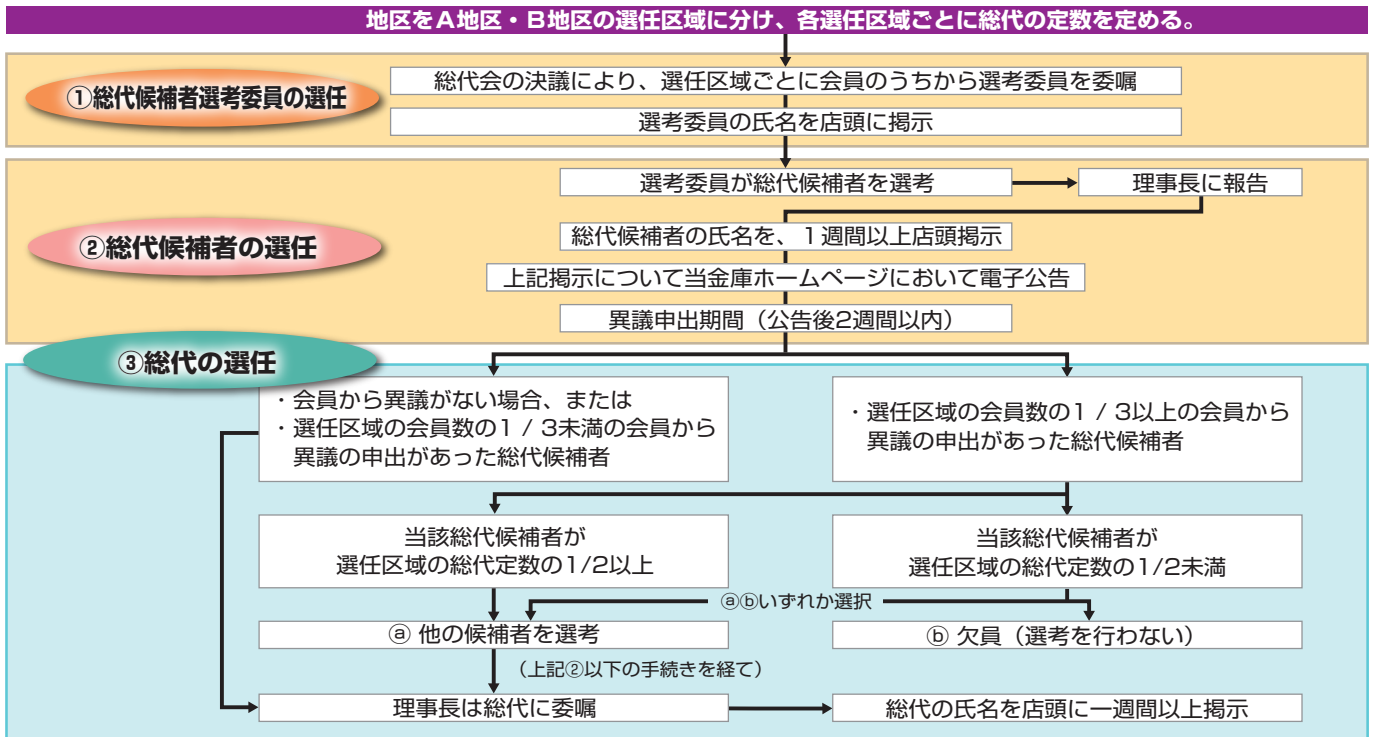 地区をA地区・B地区の選任区域に分け、各選任区域ごとに総代の定数を定める。
①総代候補者選考委員の選任
総代会の決議により、選任区域ごとに会員のうちから選考委員を委嘱
選考委員の氏名を店頭に掲示
②総代候補者の選任
選考委員が総代候補者を選考
理事長に報告
総代候補者の氏名を、1週間以上店頭掲示
上記掲示について当金庫ホームページにおいて電子公告
異議申出期間（公告後2週間以内）
③総代の選任
・会員から異議がない場合、または
・選任区域の会員数の1 / 3未満の会員から
異議の申出があった総代候補者
・選任区域の会員数の1 / 3以上の会員から
異議の申出があった総代候補者
当該総代候補者が
選任区域の総代定数の1/2以上
当該総代候補者が
選任区域の総代定数の1/2未満
ⓐⓑいずれか選択
ⓐ 他の候補者を選考
ⓑ 欠員（選考を行わない）
（上記②以下の手続きを経て）
理事長は総代に委嘱
総代の氏名を店頭に一週間以上掲示